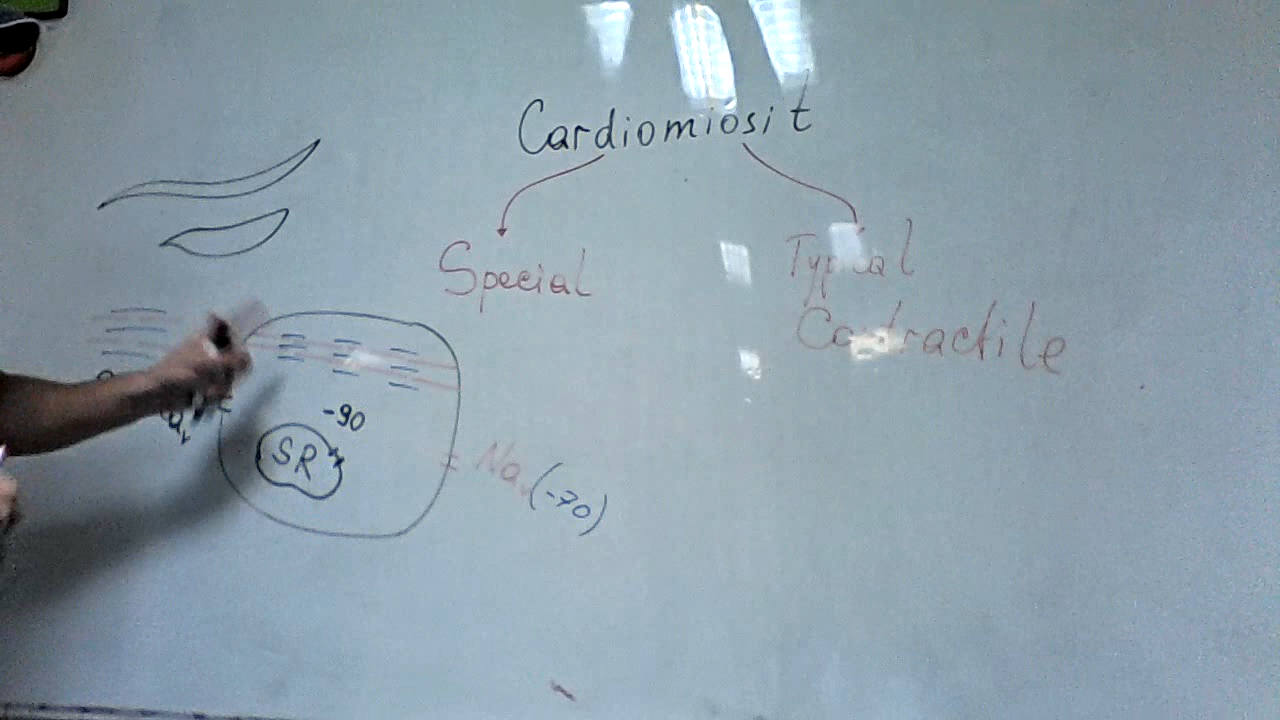 Cardiomiosit
Special
Typical
Contractile
-90
SR
Na (-70)